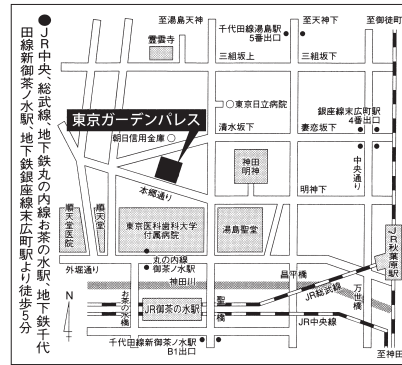 ●JR中央、総武線、地下鉄丸の内線お茶の水駅、地下鉄千代
田線新御茶ノ水駅、地下鉄銀座線末広町駅より徒歩5分
至湯島天神
千代田線湯島駅
5番出口
至天神下
至御徒町
霊雲寺
三組坂上
三組坂下
東京日立病院
銀座線末広町駅
4番出口
東京ガーデンパレス
朝日信用金庫
清水坂下
妻恋坂下
中央通り
神田
明神
本郷通り
明神下
順天堂
医院
順天堂
東京医科歯科大学
付属病院
湯島聖堂
JR秋葉原駅
外堀通り
丸の内線
御茶ノ水駅
昌平橋
神田川
JR総武線
万世橋
N
お茶の水橋
JR御茶の水駅
聖橋
JR中央線
千代田線新御茶ノ水駅
B1出口
至神田